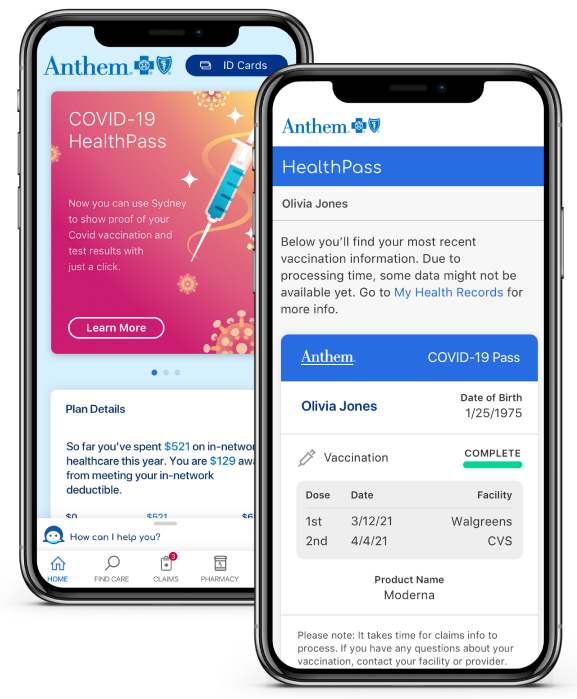 Anthem.
ID Cards
COVID-19
HealthPass
Now you can use Sydney
to show proof of your
Covid vaccination and
test results with
just a click.
Learn More
Plan Details
So far you've spent $521 on in-networ
healthcare this year. You are $129 awa
from meeting your in-network
deductible.
$0 $521 $6
How can I help you?
HOME FIND CARE CLAIMS 3 PHARMACY
Anthem.
HealthPass
Olivia Jones
Below you'll find your most recent
vaccination information. Due to
processing time, some data might not be
available yet. Go to My Health Records for
more info.
Anthem. COVID-19 Pass
Olivia Jones
Date of Birth
1/25/1975
Vaccination COMPLETE
Dose Date Facility
1st 3/12/21 Walgreens
2nd 4/4/21 CVS
Product Name
Moderna
Please note: It takes time for claims info to
process. If you have any questions about your
vaccination, contact your facility or provider.